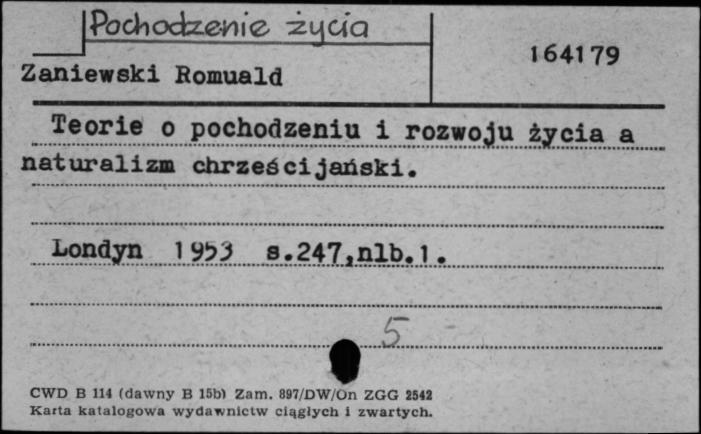 Pochodzenie życia
164179
Zaniewski Romuald
Teorie o pochodzeniu i rozwoju życia a
naturalizm chrześcijański.
Londyn 1953 s.247,nlb.1.
5
CWD B 114 (dawny B 15b) Zam. 897/DW/On ZGG 2542
Karta katalogowa wydawnictw ciągłych i zwartych.